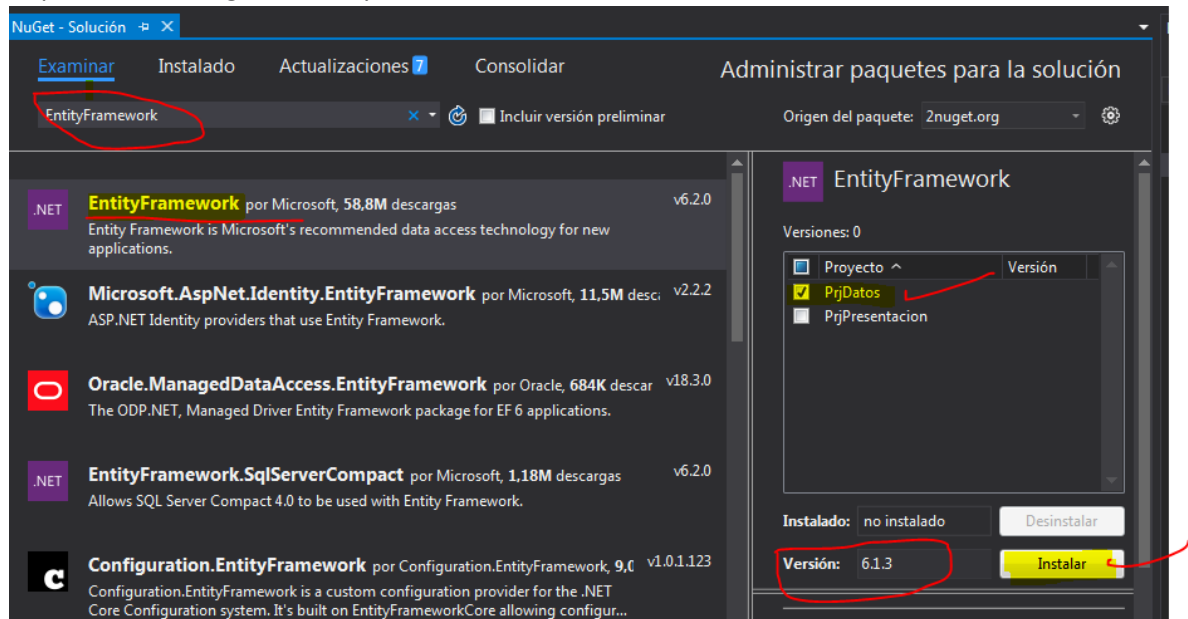 NuGet - Solución
Examinar Instalado Actualizaciones 7 Consolidar
Administrar paquetes para la solución
EntityFramework
Incluir versión preliminar
Origen del paquete: 2nuget.org
.NET
EntityFramework por Microsoft, 58,8M descargas
v6.2.0
Entity Framework is Microsoft's recommended data access technology for new
applications.
Microsoft.AspNet.Identity.EntityFramework por Microsoft, 11,5M desc
v2.2.2
ASP.NET Identity providers that use Entity Framework.
Oracle.ManagedDataAccess.EntityFramework por Oracle, 684K descar
v18.3.0
The ODP.NET, Managed Driver Entity Framework package for EF 6 applications.
.NET
EntityFramework.SqlServerCompact por Microsoft, 1,18M descargas
v6.2.0
Allows SQL Server Compact 4.0 to be used with Entity Framework.
c
Configuration.EntityFramework por Configuration.EntityFramework, 9,0
v1.0.1.123
Configuration.EntityFramework is a custom configuration provider for the .NET
Core Configuration system. It's built on EntityFrameworkCore allowing configur...
.NET EntityFramework
Versiones: 0
Proyecto Versión
PrjDatos
PrjPresentacion
Instalado: no instalado Desinstalar
Versión: 6.1.3 Instalar